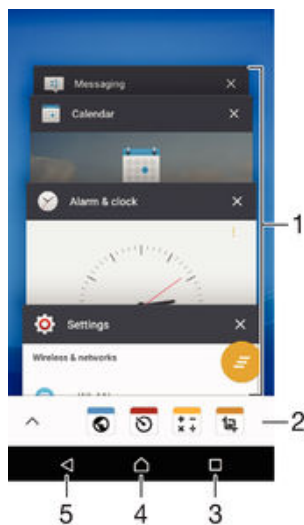 Messaging
Calendar
Alarm & clock
1
Settings
Wireless & networks
2
5 4 3